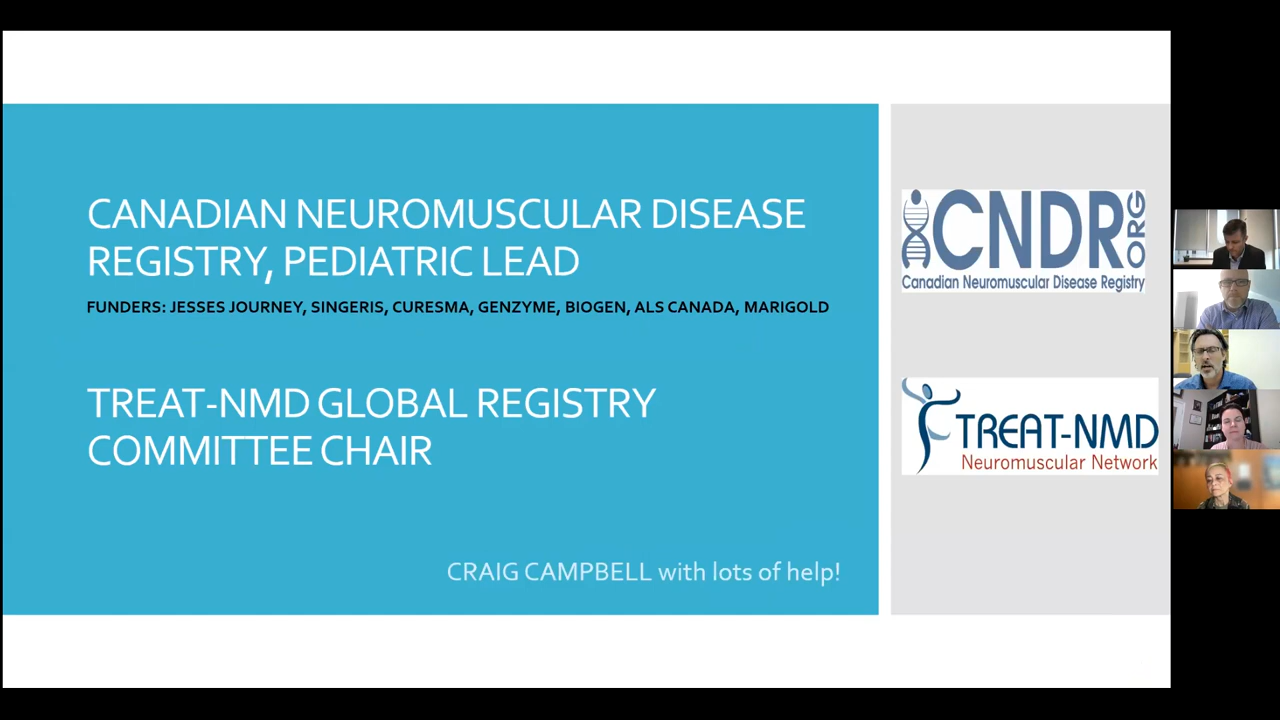 CANADIAN NEUROMUSCULAR DISEASE
REGISTRY, PEDIATRIC LEAD
FUNDERS: JESSES JOURNEY, SINGERIS, CURESMA, GENZYME, BIOGEN, ALS CANADA, MARIGOLD
TREAT-NMD GLOBAL REGISTRY
COMMITTEE CHAIR
CRAIG CAMPBELL with lots of help!
CNDR.ORG
Canadian Neuromuscular Disease Registry
TREAT-NMD
Neuromuscular Network